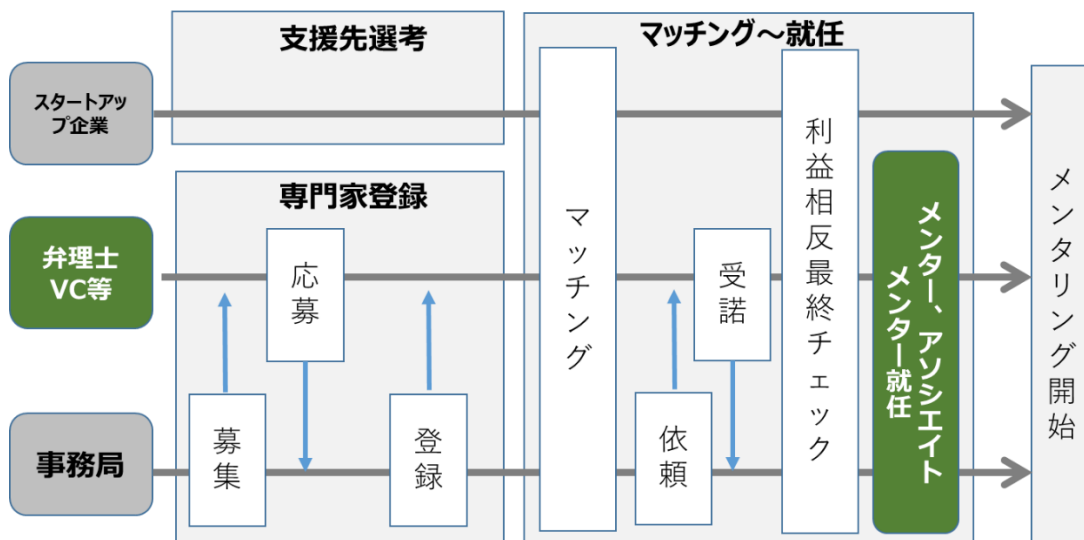 支援先選考
マッチング～就任
スタートアッ
プ企業
専門家登録
弁理士
VC等
事務局
募集
応募
登録
マッチング
依頼
受諾
利益相反最終チェック
メンター、アソシエイト
メンター就任
メンタリング開始